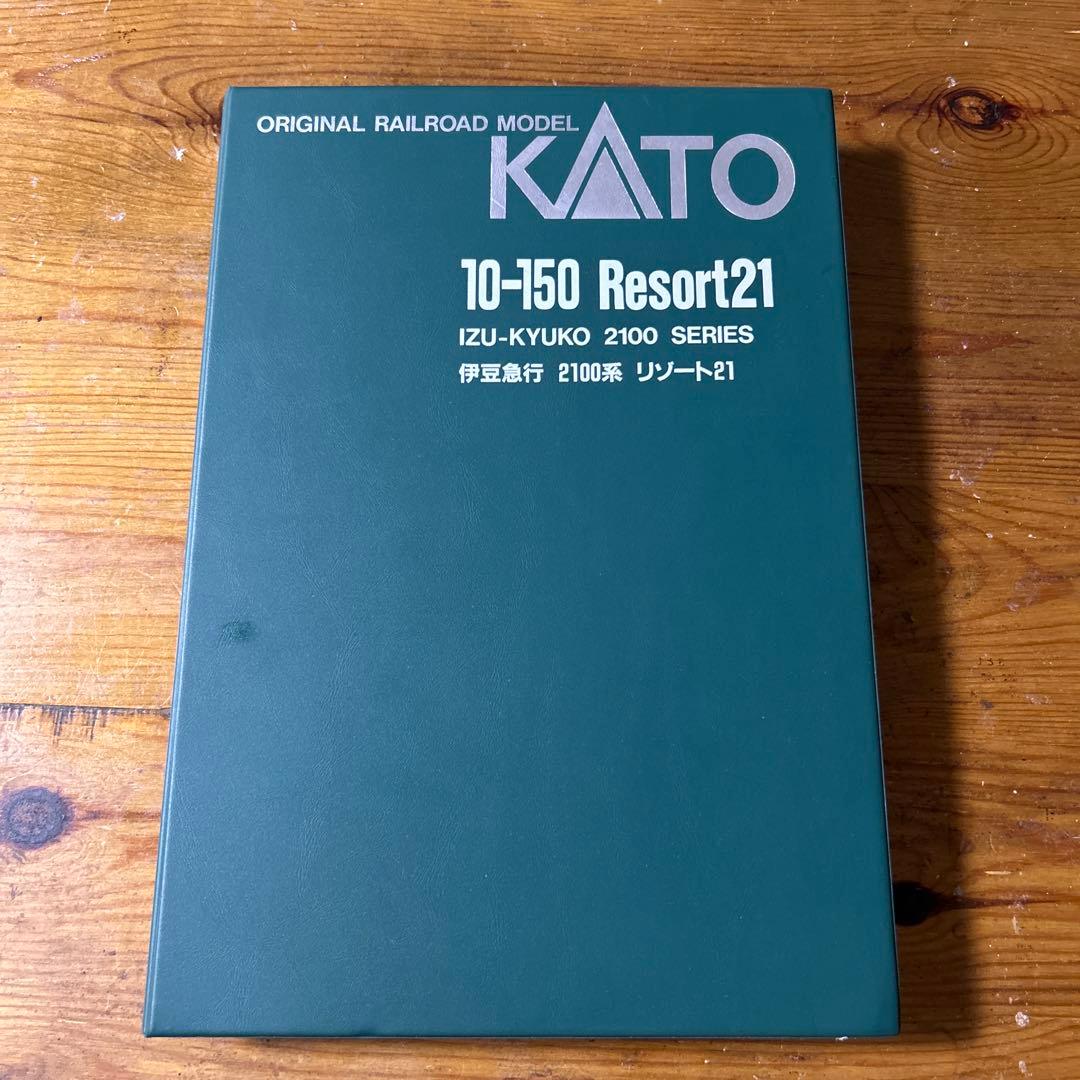 ORIGINAL RAILROAD MODEL
KATO
10-150 Resort21
IZU-KYUKO 2100 SERIES
伊豆急行 2100系 リゾート21